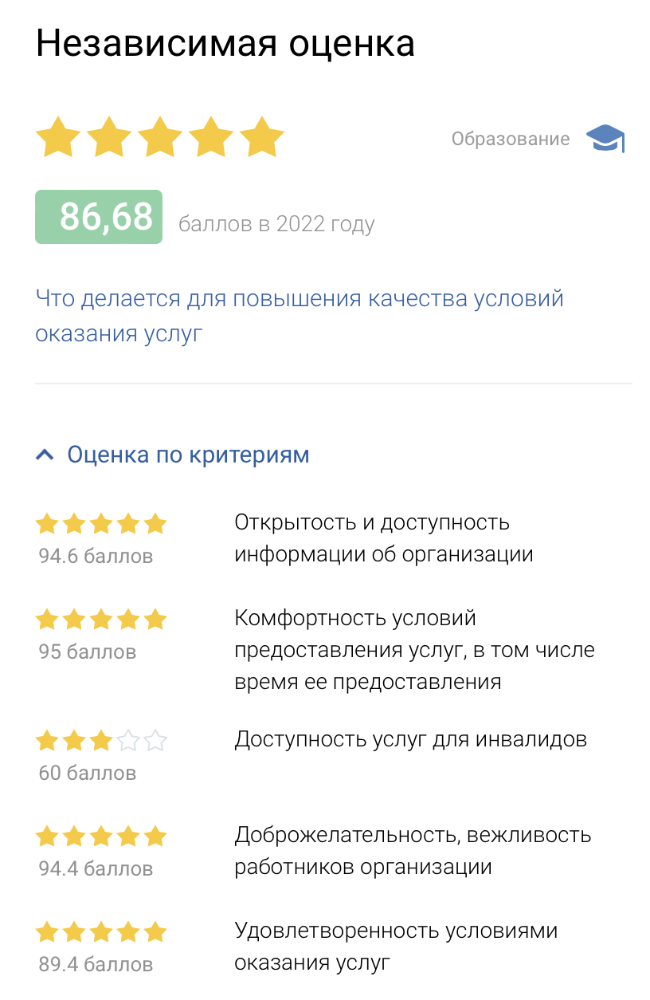 Независимая оценка
Образование
86,68 баллов в 2022 году
Что делается для повышения качества условий
оказания услуг
Оценка по критериям
94.6 баллов
Открытость и доступность
информации об организации
95 баллов
Комфортность условий
предоставления услуг, в том числе
время ее предоставления
60 баллов
Доступность услуг для инвалидов
94.4 баллов
Доброжелательность, вежливость
работников организации
89.4 баллов
Удовлетворенность условиями
оказания услуг